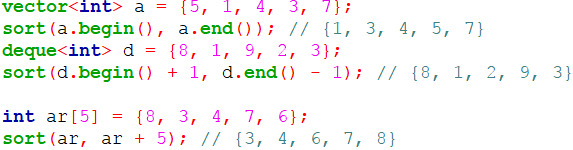 vector<int> a = {5, 1, 4, 3, 7};
sort(a.begin(), a.end()); // {1, 3, 4, 5, 7}
deque<int> d = {8, 1, 9, 2, 3};
sort(d.begin() + 1, d.end() - 1); // {8, 1, 2, 9, 3}
int ar[5] = {8, 3, 4, 7, 6};
sort(ar, ar + 5); // {3, 4, 6, 7, 8}